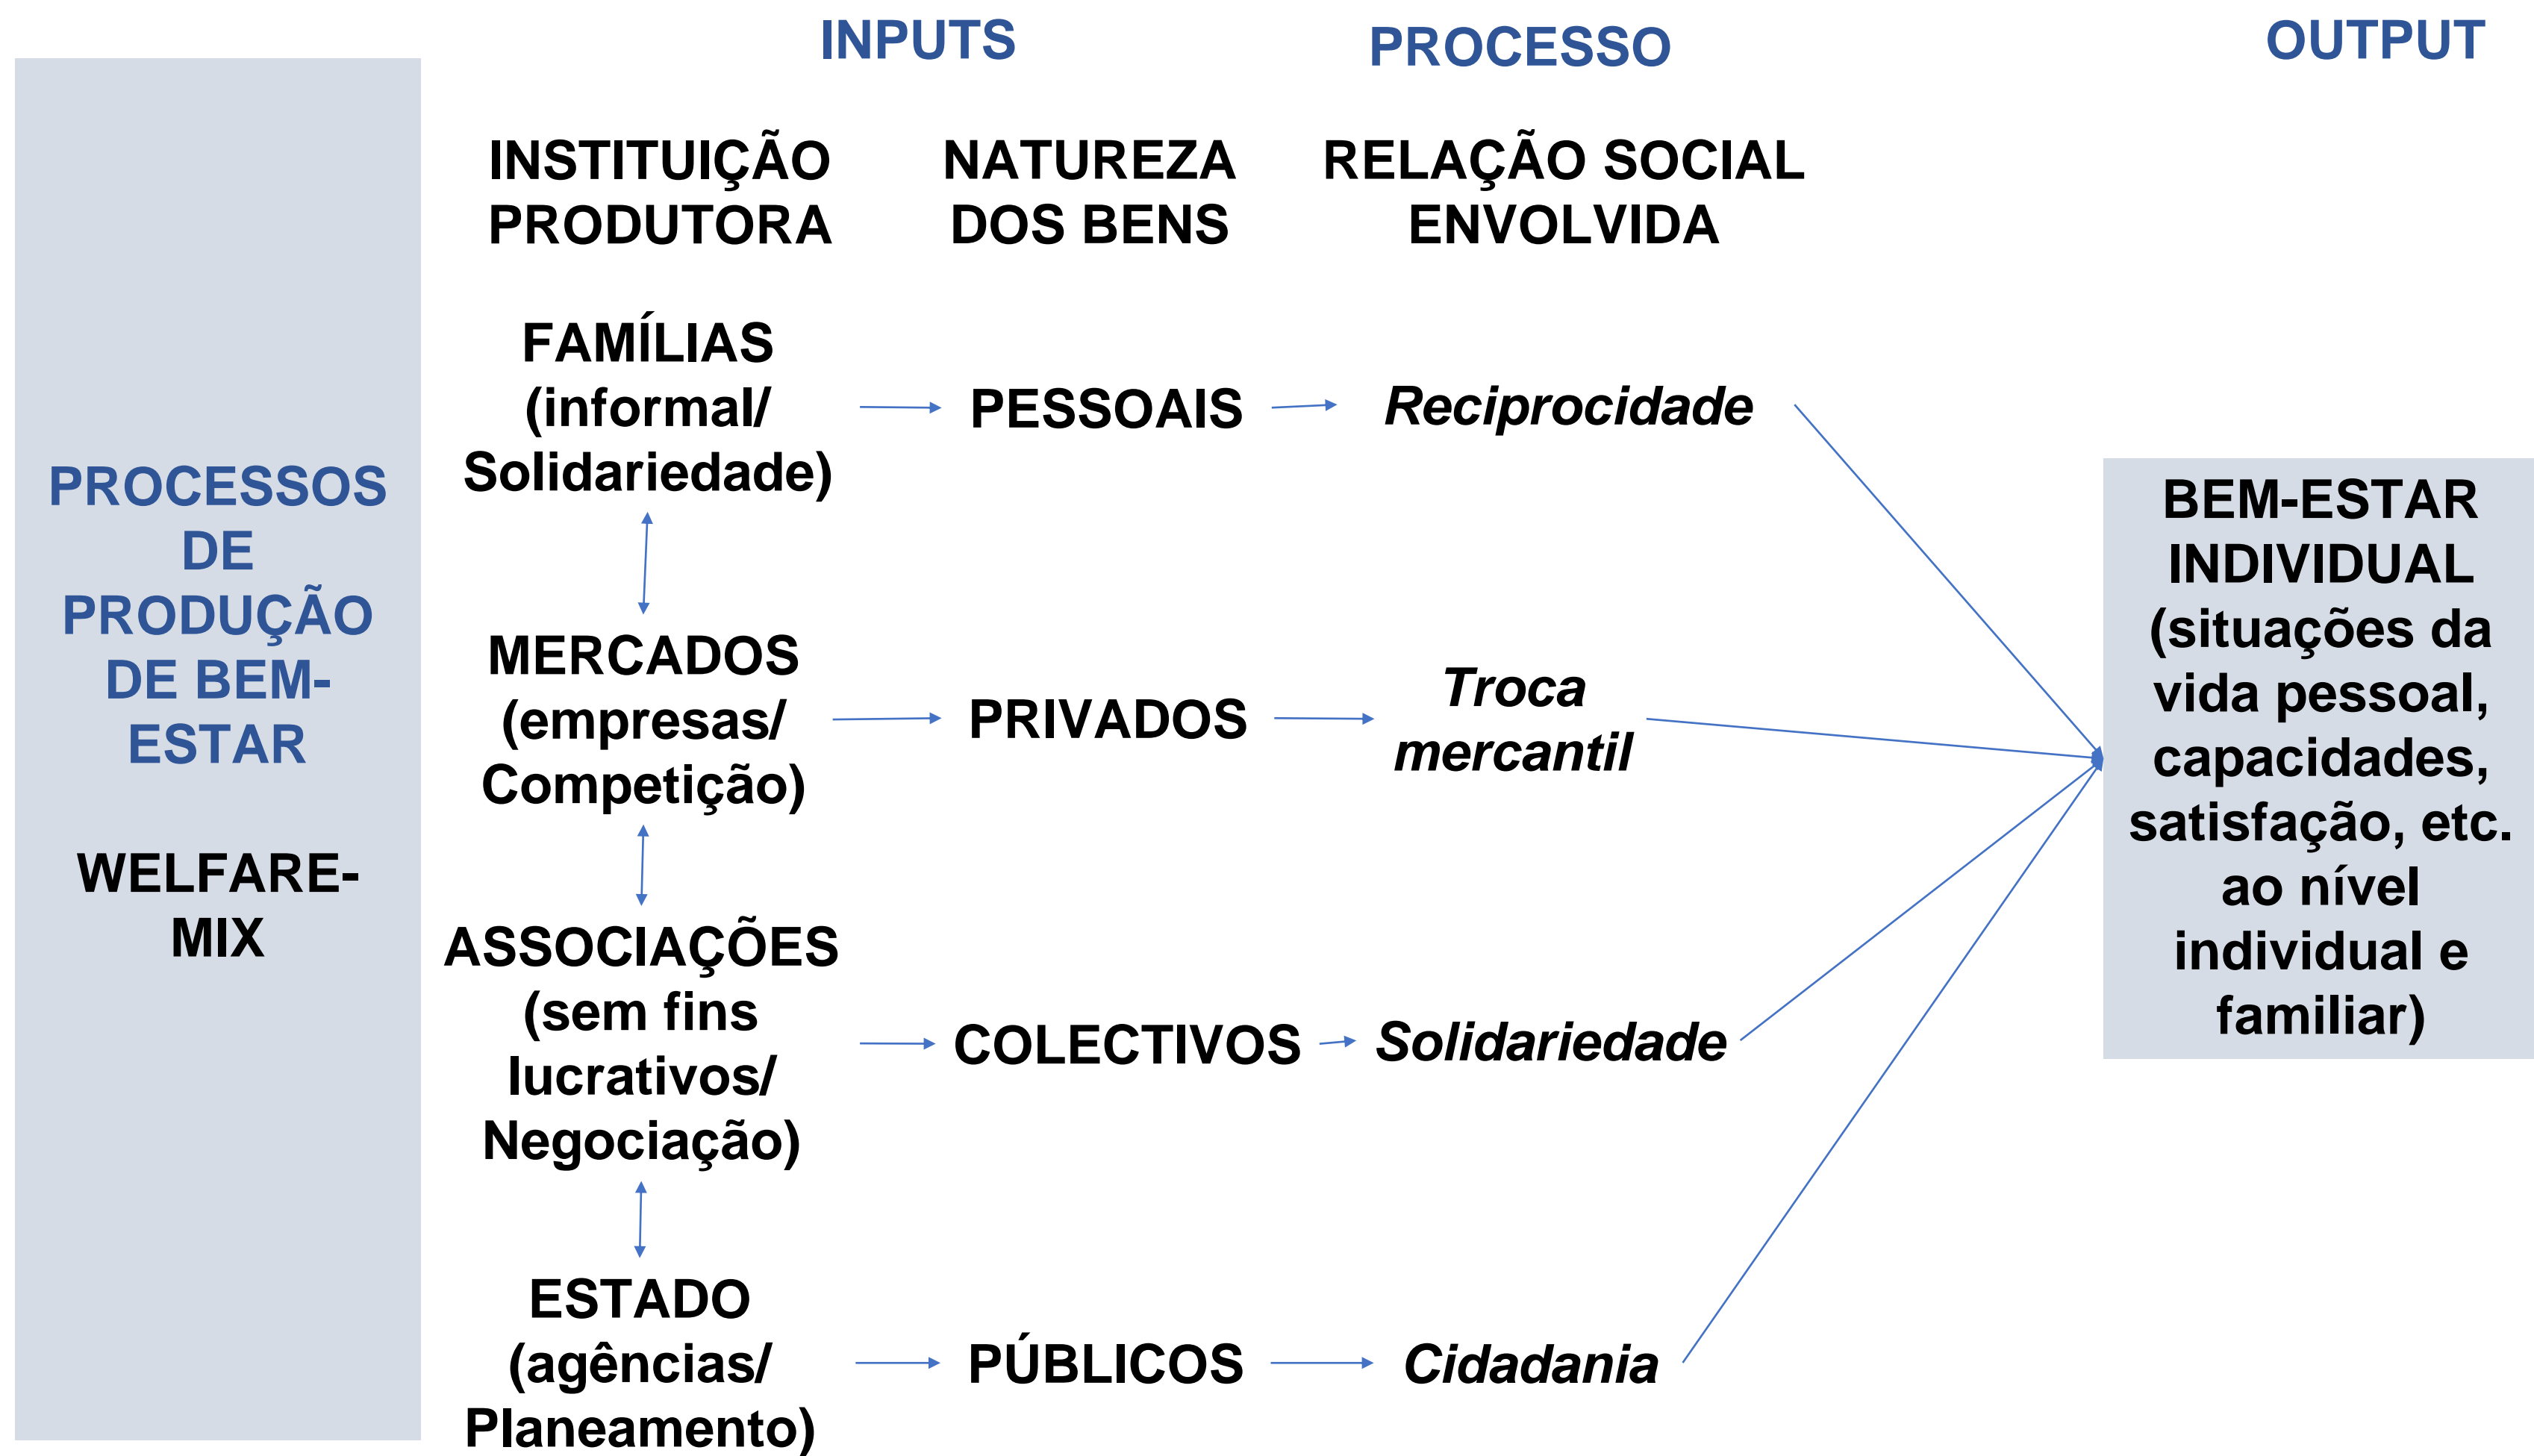 INPUTS
PROCESSO
OUTPUT
PROCESSOS
DE
PRODUÇÃO
DE BEM-
ESTAR
WELFARE-
MIX
INSTITUIÇÃO
PRODUTORA
NATUREZA
DOS BENS
RELAÇÃO SOCIAL
ENVOLVIDA
FAMÍLIAS
(informal/
Solidariedade)
PESSOAIS
Reciprocidade
MERCADOS
(empresas/
Competição)
PRIVADOS
Troca
mercantil
ASSOCIAÇÕES
(sem fins
lucrativos/
Negociação)
COLECTIVOS
Solidariedade
ESTADO
(agências/
Planeamento)
PÚBLICOS
Cidadania
BEM-ESTAR
INDIVIDUAL
(situações da
vida pessoal,
capacidades,
satisfação, etc.
ao nível
individual e
familiar)